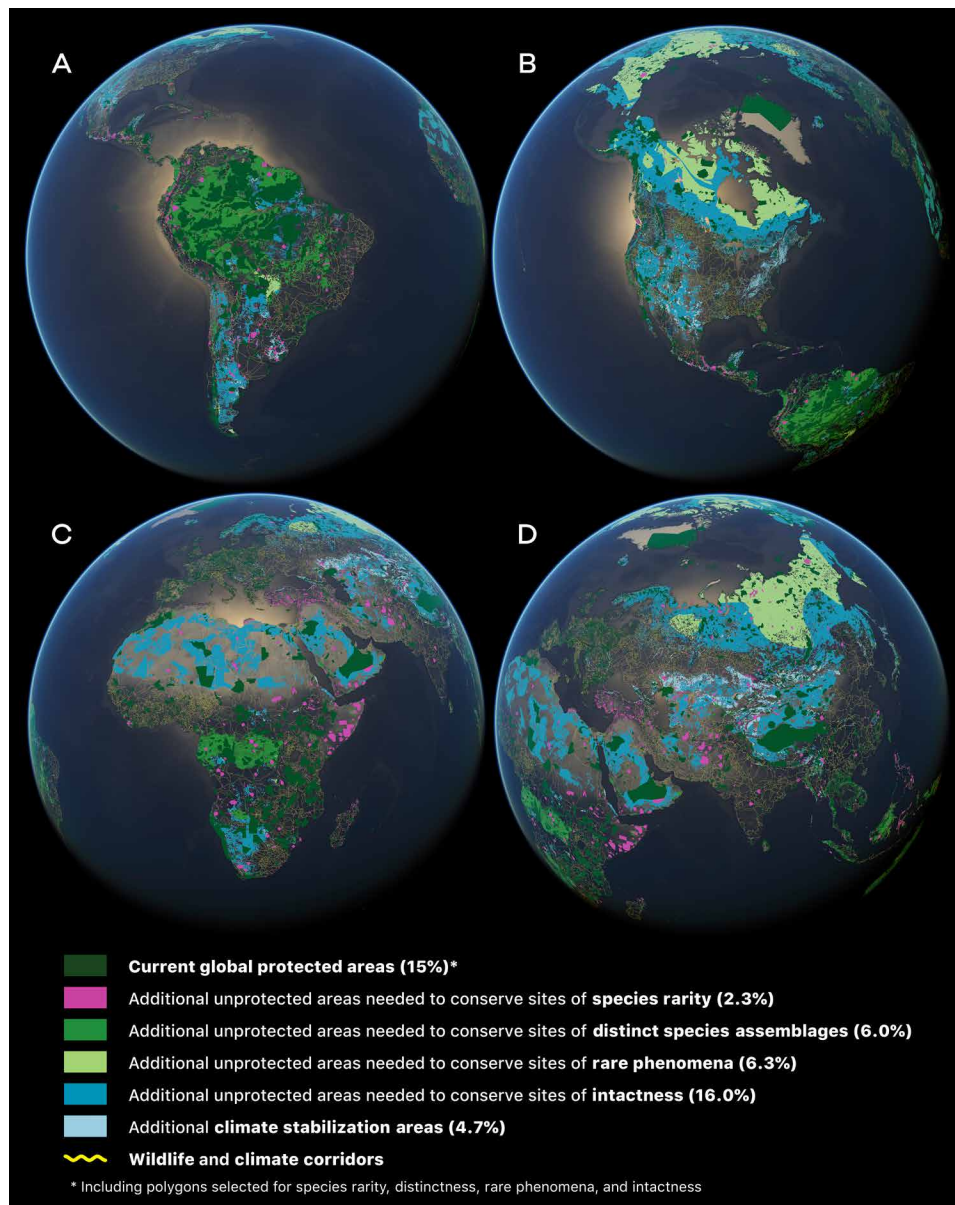 A
B
C
D
Current global protected areas (15%)*
Additional unprotected areas needed to conserve sites of species rarity (2.3%)
Additional unprotected areas needed to conserve sites of distinct species assemblages (6.0%)
Additional unprotected areas needed to conserve sites of rare phenomena (6.3%)
Additional unprotected areas needed to conserve sites of intactness (16.0%)
Additional climate stabilization areas (4.7%)
Wildlife and climate corridors
* Including polygons selected for species rarity, distinctness, rare phenomena, and intactness